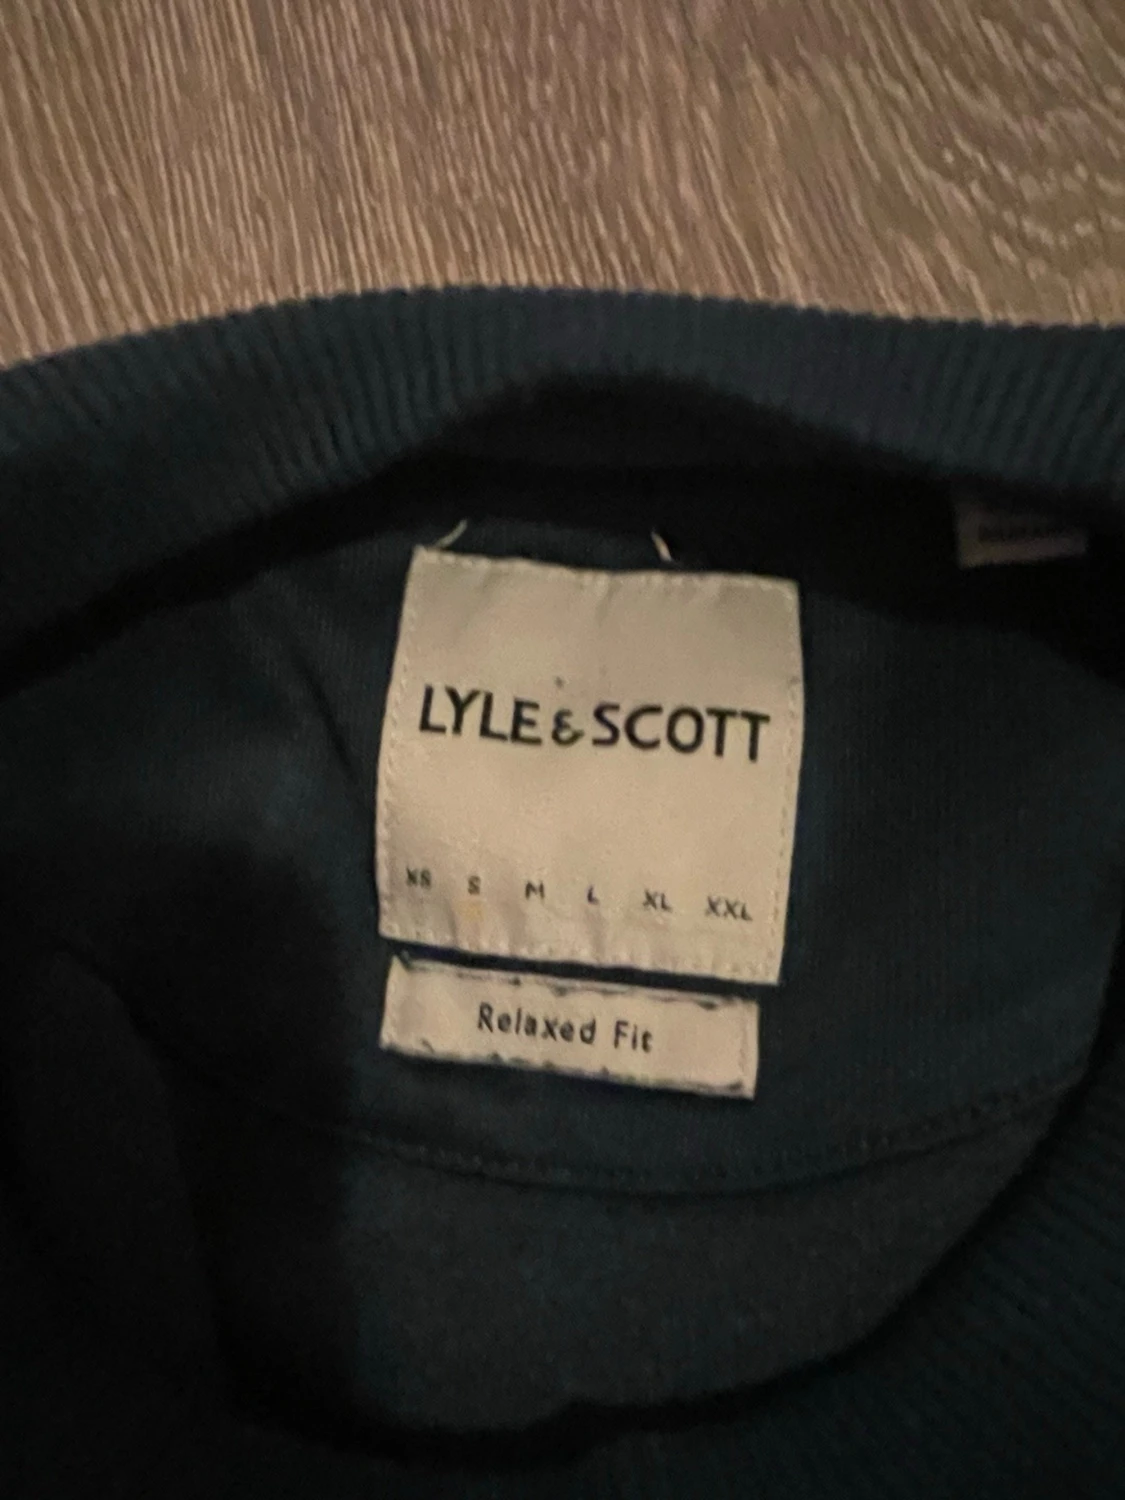 LYLE & SCOTT
XS S M L XL XXL
Relaxed Fit